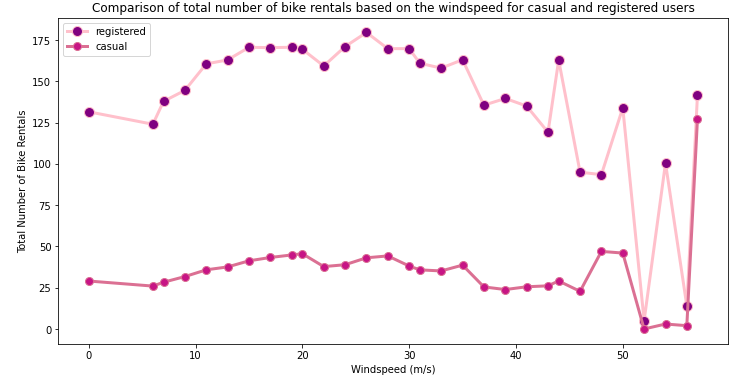 Comparison of total number of bike rentals based on the windspeed for casual and registered users
registered
casual
Total Number of Bike Rentals
175
150
125
100
75
50
25
0
0 10 20 30 40 50
Windspeed (m/s)